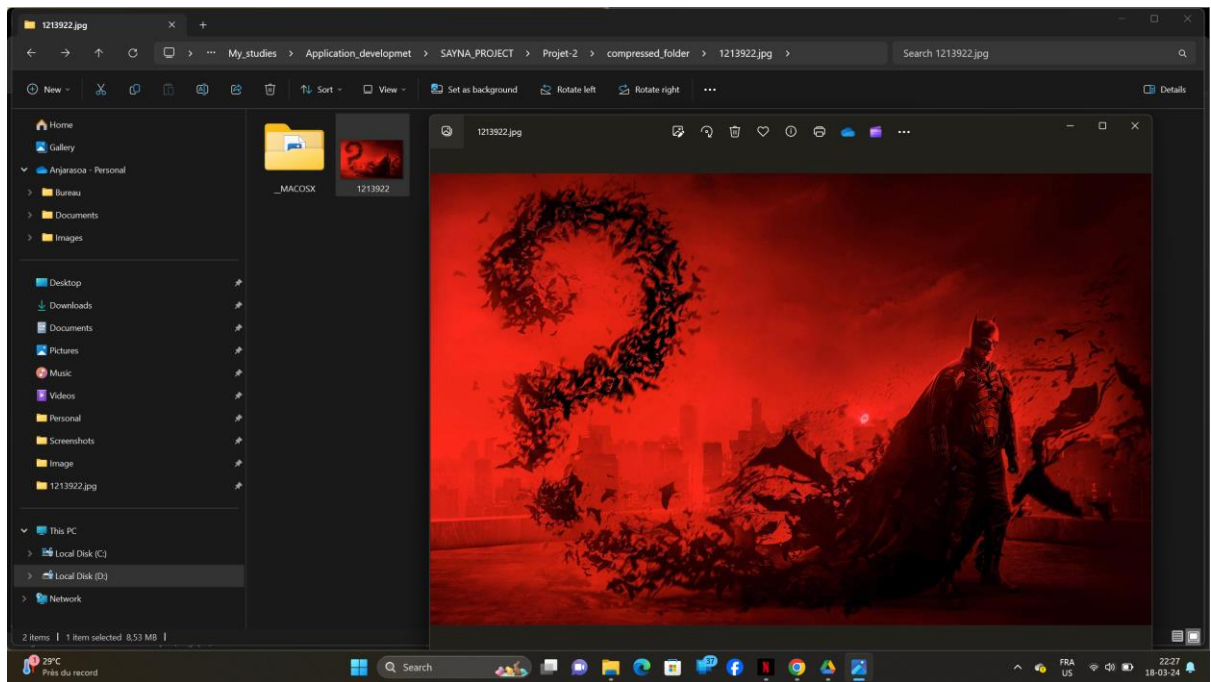 1213922.jpg
My_studies > Application_developmet > SAYNA_PROJECT > Projet-2 > compressed_folder > 1213922.jpg >
Search 1213922.jpg
New
Sort
View
Set as background
Rotate left
Rotate right
Details
Home
Gallery
Anjarasoa - Personal
Bureau
Documents
Images
Desktop
Downloads
Documents
Pictures
Music
Videos
Personal
Screenshots
Image
1213922.jpg
This PC
Local Disk (C:)
Local Disk (D:)
Network
__MACOSX
1213922
1213922.jpg
2 items | 1 item selected 8,53 MB |
1
29°C
Près du record
Search
37
FRA
US
22:27
18-03-24